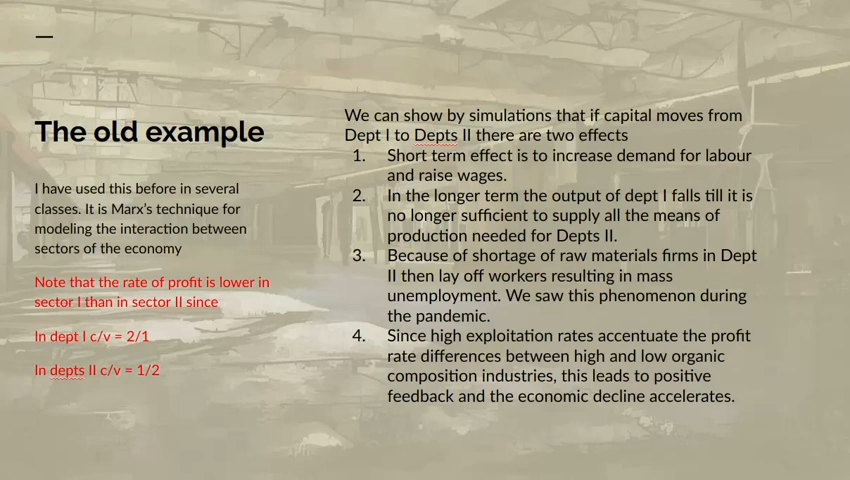 The old example
I have used this before in several
classes. It is Marx's technique for
modeling the interaction between
sectors of the economy
Note that the rate of profit is lower in
sector I than in sector II since
In dept I c/v = 2/1
In depts II c/v = 1/2
We can show by simulations that if capital moves from
Dept I to Depts II there are two effects
1. Short term effect is to increase demand for labour
and raise wages.
2. In the longer term the output of dept I falls till it is
no longer sufficient to supply all the means of
production needed for Depts II.
3. Because of shortage of raw materials firms in Dept
II then lay off workers resulting in mass
unemployment. We saw this phenomenon during
the pandemic.
4. Since high exploitation rates accentuate the profit
rate differences between high and low organic
composition industries, this leads to positive
feedback and the economic decline accelerates.